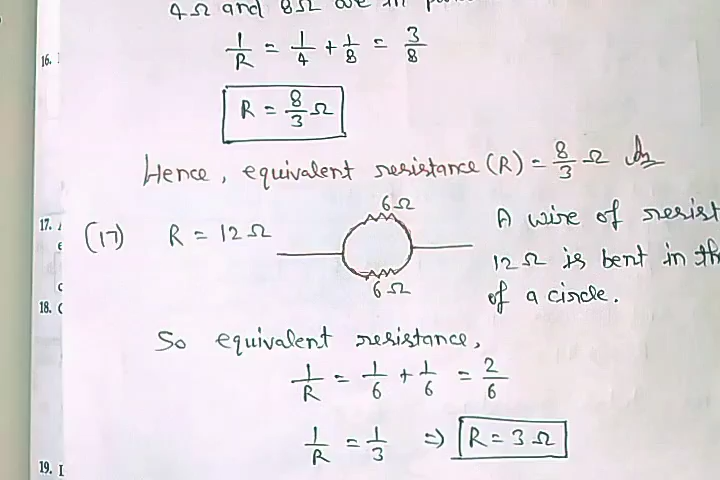 4Ω and 8Ω are in
16.
1/R = 1/4 + 1/8 = 3/8
R = 8/3 Ω
Hence, equivalent resistance (R) = 8/3 Ω
17.
(17) R = 12Ω
6Ω
6Ω
A wire of resist
12Ω is bent in th
of a circle.
18.
So equivalent resistance,
1/R = 1/6 + 1/6 = 2/6
1/R = 1/3 ⇒ R = 3Ω
19. I